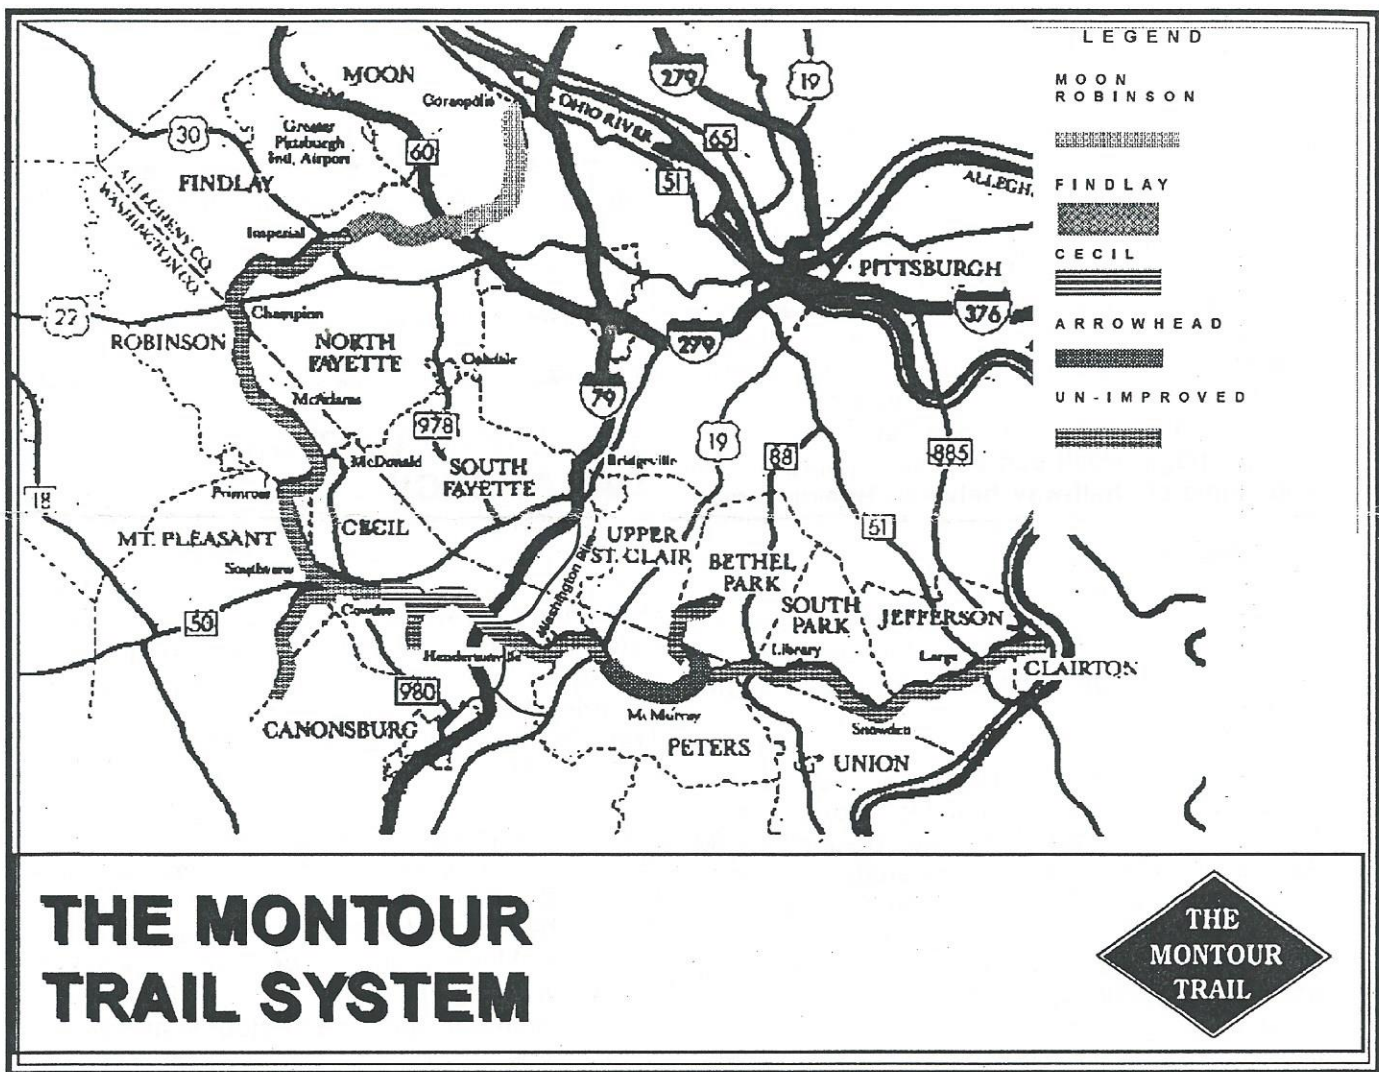 LEGEND
MOON
ROBINSON
FINDLAY
CECIL
ARROWHEAD
UN-IMPROVED
MOON
Coraopolis
Greater
Pittsburgh
Intl. Airport
30
60
279
19
OHIO RIVER
65
51
FINDLAY
ALLEGHENY CO.
WASHINGTON CO.
Imperial
PITTSBURGH
376
22
Champion
ROBINSON
NORTH
FAYETTE
279
Oakdale
79
McAdams
978
19
88
885
McDonald
Bridgeville
SOUTH
FAYETTE
Primrose
18
CECIL
51
MT. PLEASANT
UPPER
ST. CLAIR
Washington Pike
BETHEL
PARK
Southview
SOUTH
PARK
JEFFERSON
50
Cowden
Hendersonville
Library
Large
CLAIRTON
980
CANONSBURG
McMurray
Snowden
PETERS
UNION
THE MONTOUR
TRAIL SYSTEM
THE
MONTOUR
TRAIL